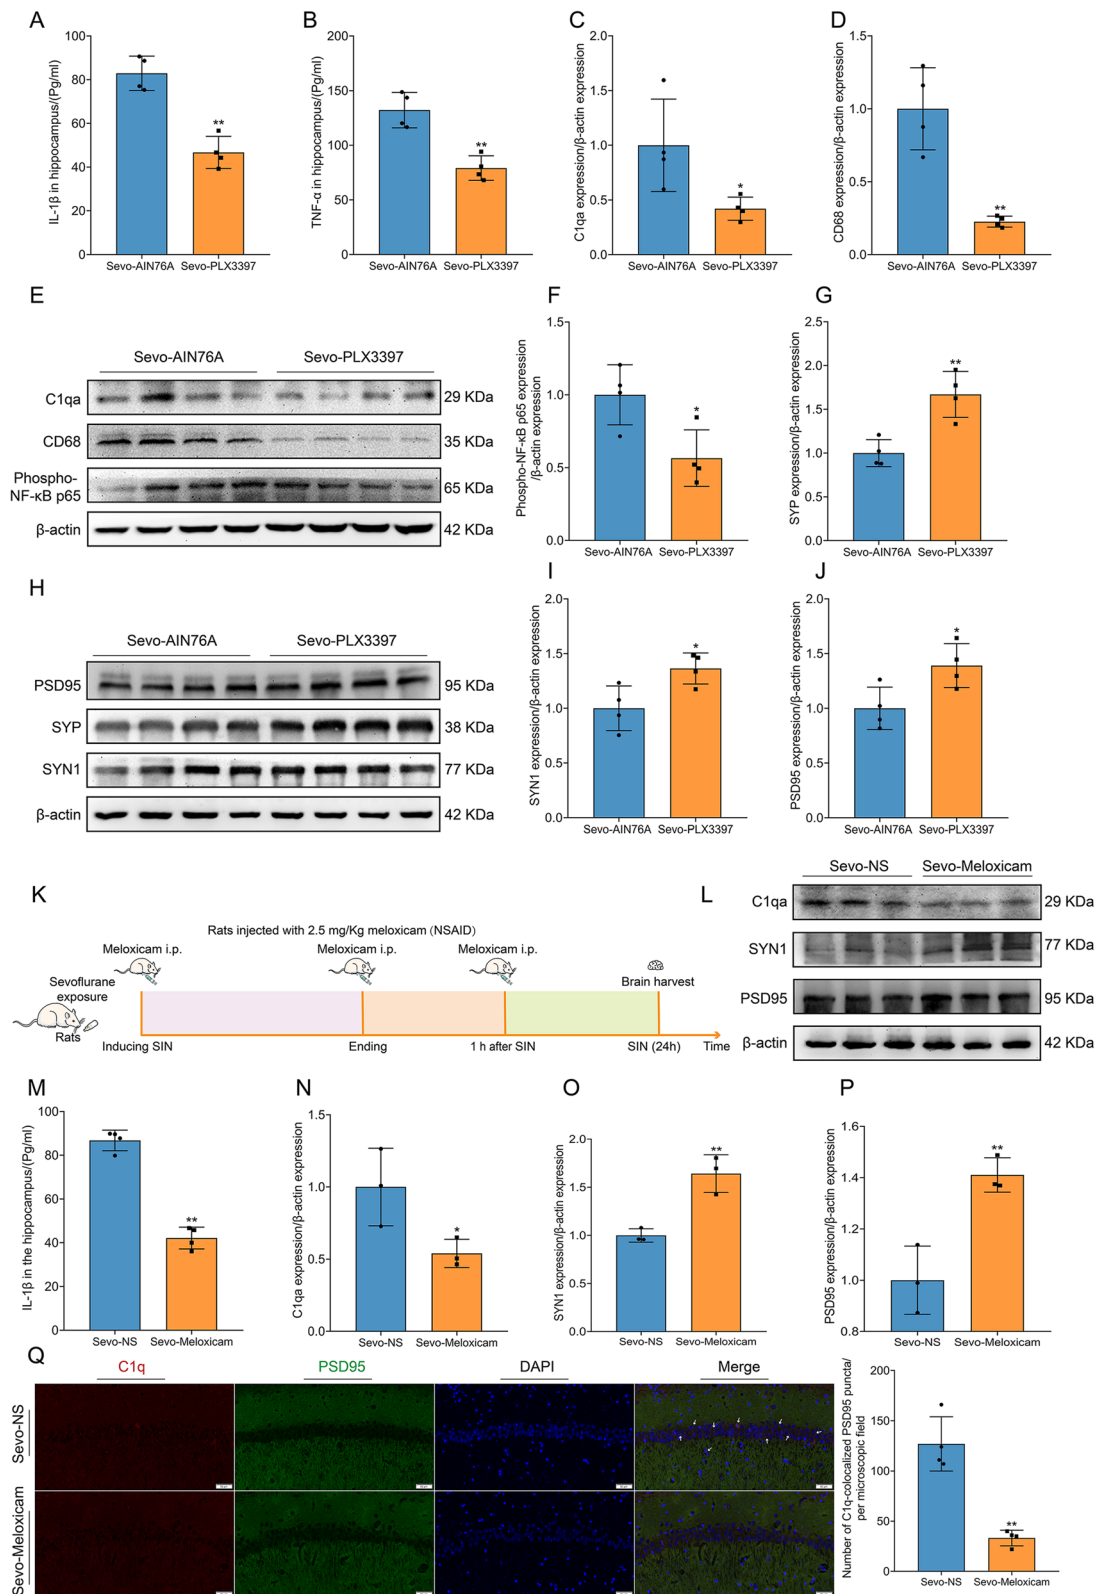 A
IL-1β in hippocampus/(Pg/ml)
100
80
60
40
20
0
**
Sevo-AIN76A Sevo-PLX3397
B
TNF-α in hippocampus/(Pg/ml)
200
150
100
50
0
**
Sevo-AIN76A Sevo-PLX3397
C
C1qa expression/β-actin expression
2.0
1.5
1.0
0.5
0.0
*
Sevo-AIN76A Sevo-PLX3397
D
CD68 expression/β-actin expression
1.5
1.0
0.5
0.0
**
Sevo-AIN76A Sevo-PLX3397
E
Sevo-AIN76A Sevo-PLX3397
C1qa 29 KDa
CD68 35 KDa
Phospho-
NF-κB p65 65 KDa
β-actin 42 KDa
F
Phospho-NF-κB p65 expression
/β-actin expression
1.5
1.0
0.5
0.0
*
Sevo-AIN76A Sevo-PLX3397
G
SYP expression/β-actin expression
2.5
2.0
1.5
1.0
0.5
0.0
**
Sevo-AIN76A Sevo-PLX3397
H
Sevo-AIN76A Sevo-PLX3397
PSD95 95 KDa
SYP 38 KDa
SYN1 77 KDa
β-actin 42 KDa
I
SYN1 expression/β-actin expression
2.0
1.5
1.0
0.5
0.0
*
Sevo-AIN76A Sevo-PLX3397
J
PSD95 expression/β-actin expression
2.0
1.5
1.0
0.5
0.0
*
Sevo-AIN76A Sevo-PLX3397
K
Rats injected with 2.5 mg/Kg meloxicam (NSAID)
Meloxicam i.p. Meloxicam i.p. Meloxicam i.p.
Sevoflurane
exposure
Brain harvest
Rats
Inducing SIN Ending 1 h after SIN SIN (24h) Time
L
Sevo-NS Sevo-Meloxicam
C1qa 29 KDa
SYN1 77 KDa
PSD95 95 KDa
β-actin 42 KDa
M
IL-1β in the hippocampus/(Pg/ml)
100
80
60
40
20
0
**
Sevo-NS Sevo-Meloxicam
N
C1qa expression/β-actin expression
1.5
1.0
0.5
0.0
*
Sevo-NS Sevo-Meloxicam
O
SYN1 expression/β-actin expression
2.0
1.5
1.0
0.5
0.0
**
Sevo-NS Sevo-Meloxicam
P
PSD95 expression/β-actin expression
1.6
1.4
1.2
1.0
0.8
**
Sevo-NS Sevo-Meloxicam
Q
C1q PSD95 DAPI Merge
Sevo-NS
Sevo-Meloxicam
Number of C1q-colocalized PSD95 puncta/
per microscopic field
200
150
100
50
0
**
Sevo-NS Sevo-Meloxicam